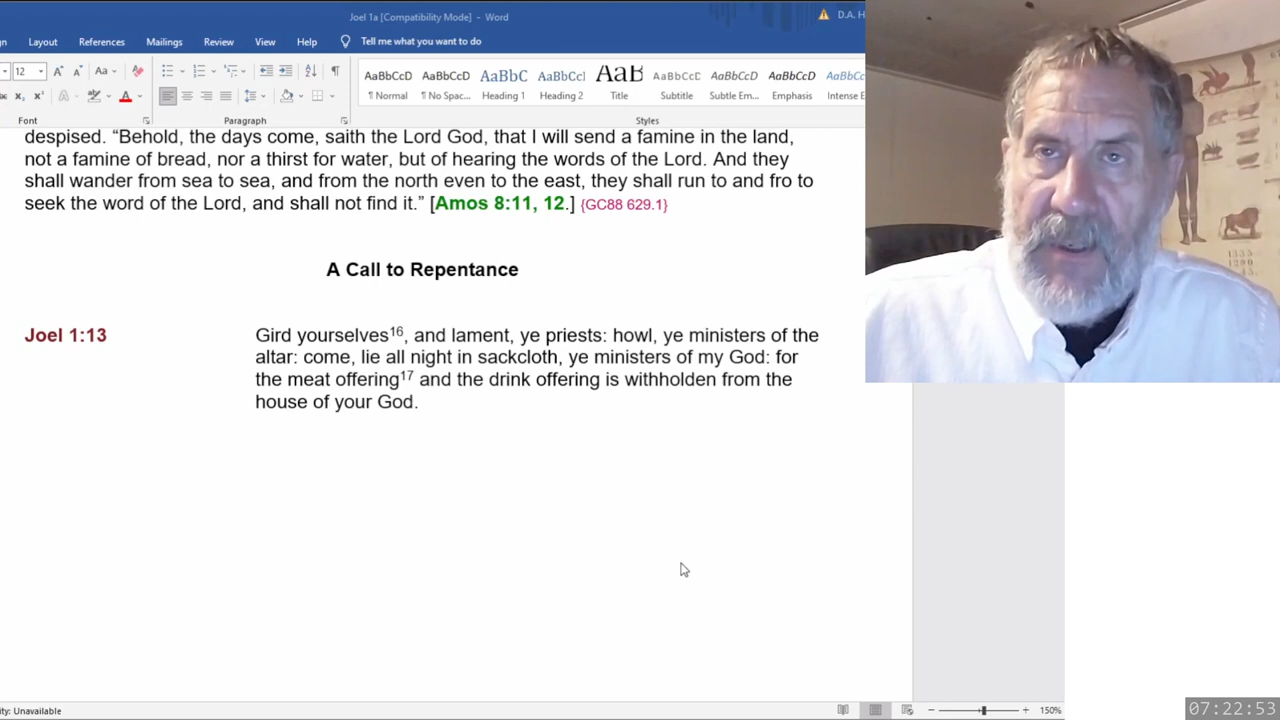 Joel 1a [Compatibility Mode] - Word
D.A. H
Layout References Mailings Review View Help Tell me what you want to do
12 Aa
AaBbCcD AaBbCcD AaBbC AaBbCcl AaB AaBbCcD AaBbCcD AaBbCcD AaBbCc
¶ Normal ¶ No Spac... Heading 1 Heading 2 Title Subtitle Subtle Em... Emphasis Intense E
Font Paragraph Styles
despised. “Behold, the days come, saith the Lord God, that I will send a famine in the land,
not a famine of bread, nor a thirst for water, but of hearing the words of the Lord. And they
shall wander from sea to sea, and from the north even to the east, they shall run to and fro to
seek the word of the Lord, and shall not find it.” [Amos 8:11, 12.] {GC88 629.1}
A Call to Repentance
Joel 1:13 Gird yourselves16, and lament, ye priests: howl, ye ministers of the
altar: come, lie all night in sackcloth, ye ministers of my God: for
the meat offering17 and the drink offering is withholden from the
house of your God.
ity: Unavailable
150%
07:22:53